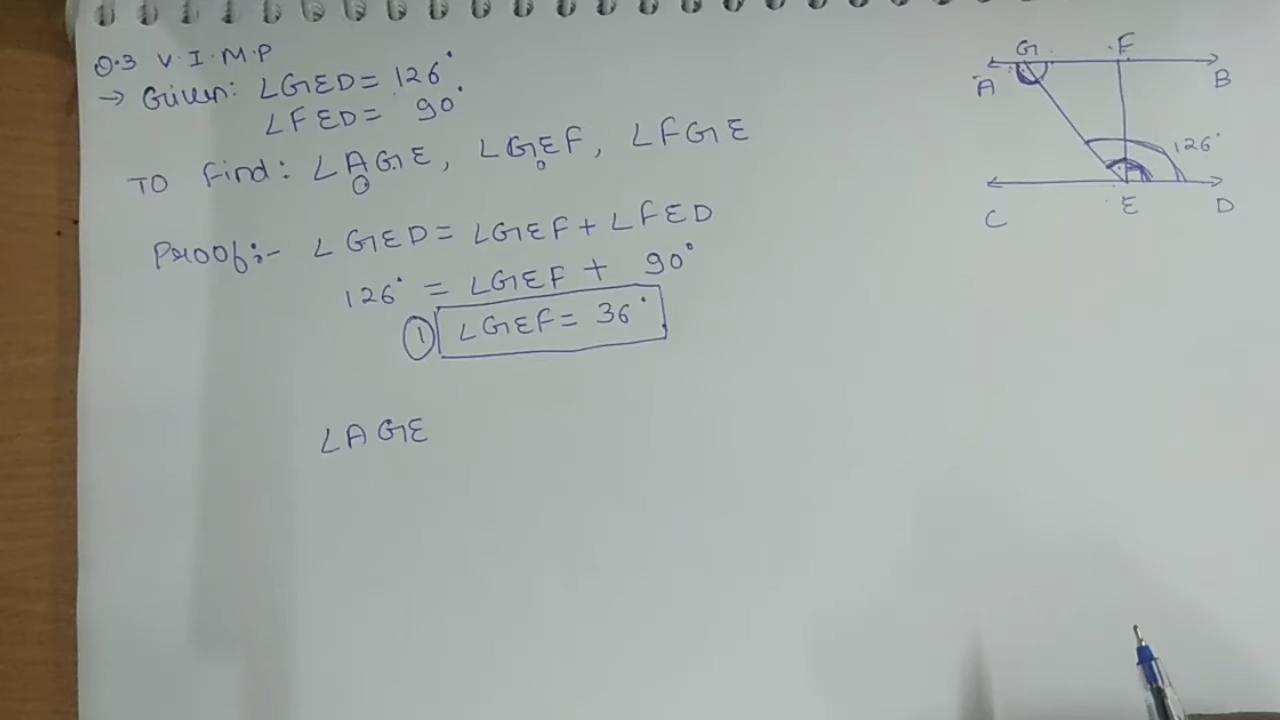 Q.3 V.I.M.P
→ Given: ∠GED = 126°
∠FED = 90°
To find: ∠AGE, ∠GEF, ∠FGE
Proof:- ∠GED = ∠GEF + ∠FED
126° = ∠GEF + 90°
① ∠GEF = 36°
∠AGE
G F
A B
126°
C E D